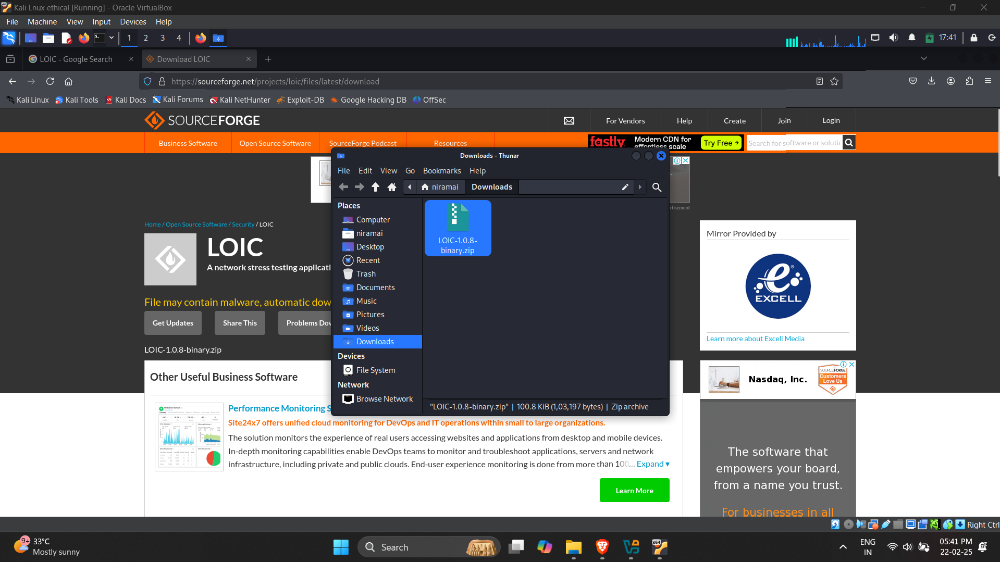 Kali Lnux ethical [Running] - Oracle VirtualBox
File Machine View Input Devices Help
1 2 3 4
17:41
LOIC - Google Search
Download LOIC
https://sourceforge.net/projects/loic/files/latest/download
Kali Linux Kali Tools Kali Docs Kali Forums Kali NetHunter Exploit-DB Google Hacking DB OffSec
SOURCEFORGE
For Vendors Help Create Join Login
Business Software Open Source Software SourceForge Podcast Resources
fastly
Modern CDN for
effortless scale
Try Free →
Search for software or soluti
Downloads - Thunar
File Edit View Go Bookmarks Help
niramai Downloads
Places
Computer
niramai
Desktop
Recent
Trash
Documents
Music
Pictures
Videos
Downloads
Devices
File System
Network
Browse Network
LOIC-1.0.8-
binary.zip
"LOIC-1.0.8-binary.zip" | 100.8 KiB (1,03,197 bytes) | Zip archive
ertisement
Home / Open Source Software / Security / LOIC
LOIC
A network stress testing applicati
File may contain malware, automatic dow
Get Updates
Share This
Problems Dow
LOIC-1.0.8-binary.zip
Mirror Provided by
e
EXCELL
Learn more about Excell Media
Other Useful Business Software
Performance Monitoring S
Site24x7 offers unified cloud monitoring for DevOps and IT operations within small to large organizations.
The solution monitors the experience of real users accessing websites and applications from desktop and mobile devices.
In-depth monitoring capabilities enable DevOps teams to monitor and troubleshoot applications, servers and network
infrastructure, including private and public clouds. End-user experience monitoring is done from more than 100... Expand ▾
Learn More
Nasdaq, Inc.
SOURCEFORGE
Customers
Love Us
The software that
empowers your board,
from a name you trust.
For businesses in all
Right Ctrl
9+
33°C
Mostly sunny
Search
x64
ENG
IN
05:41 PM
22-02-25